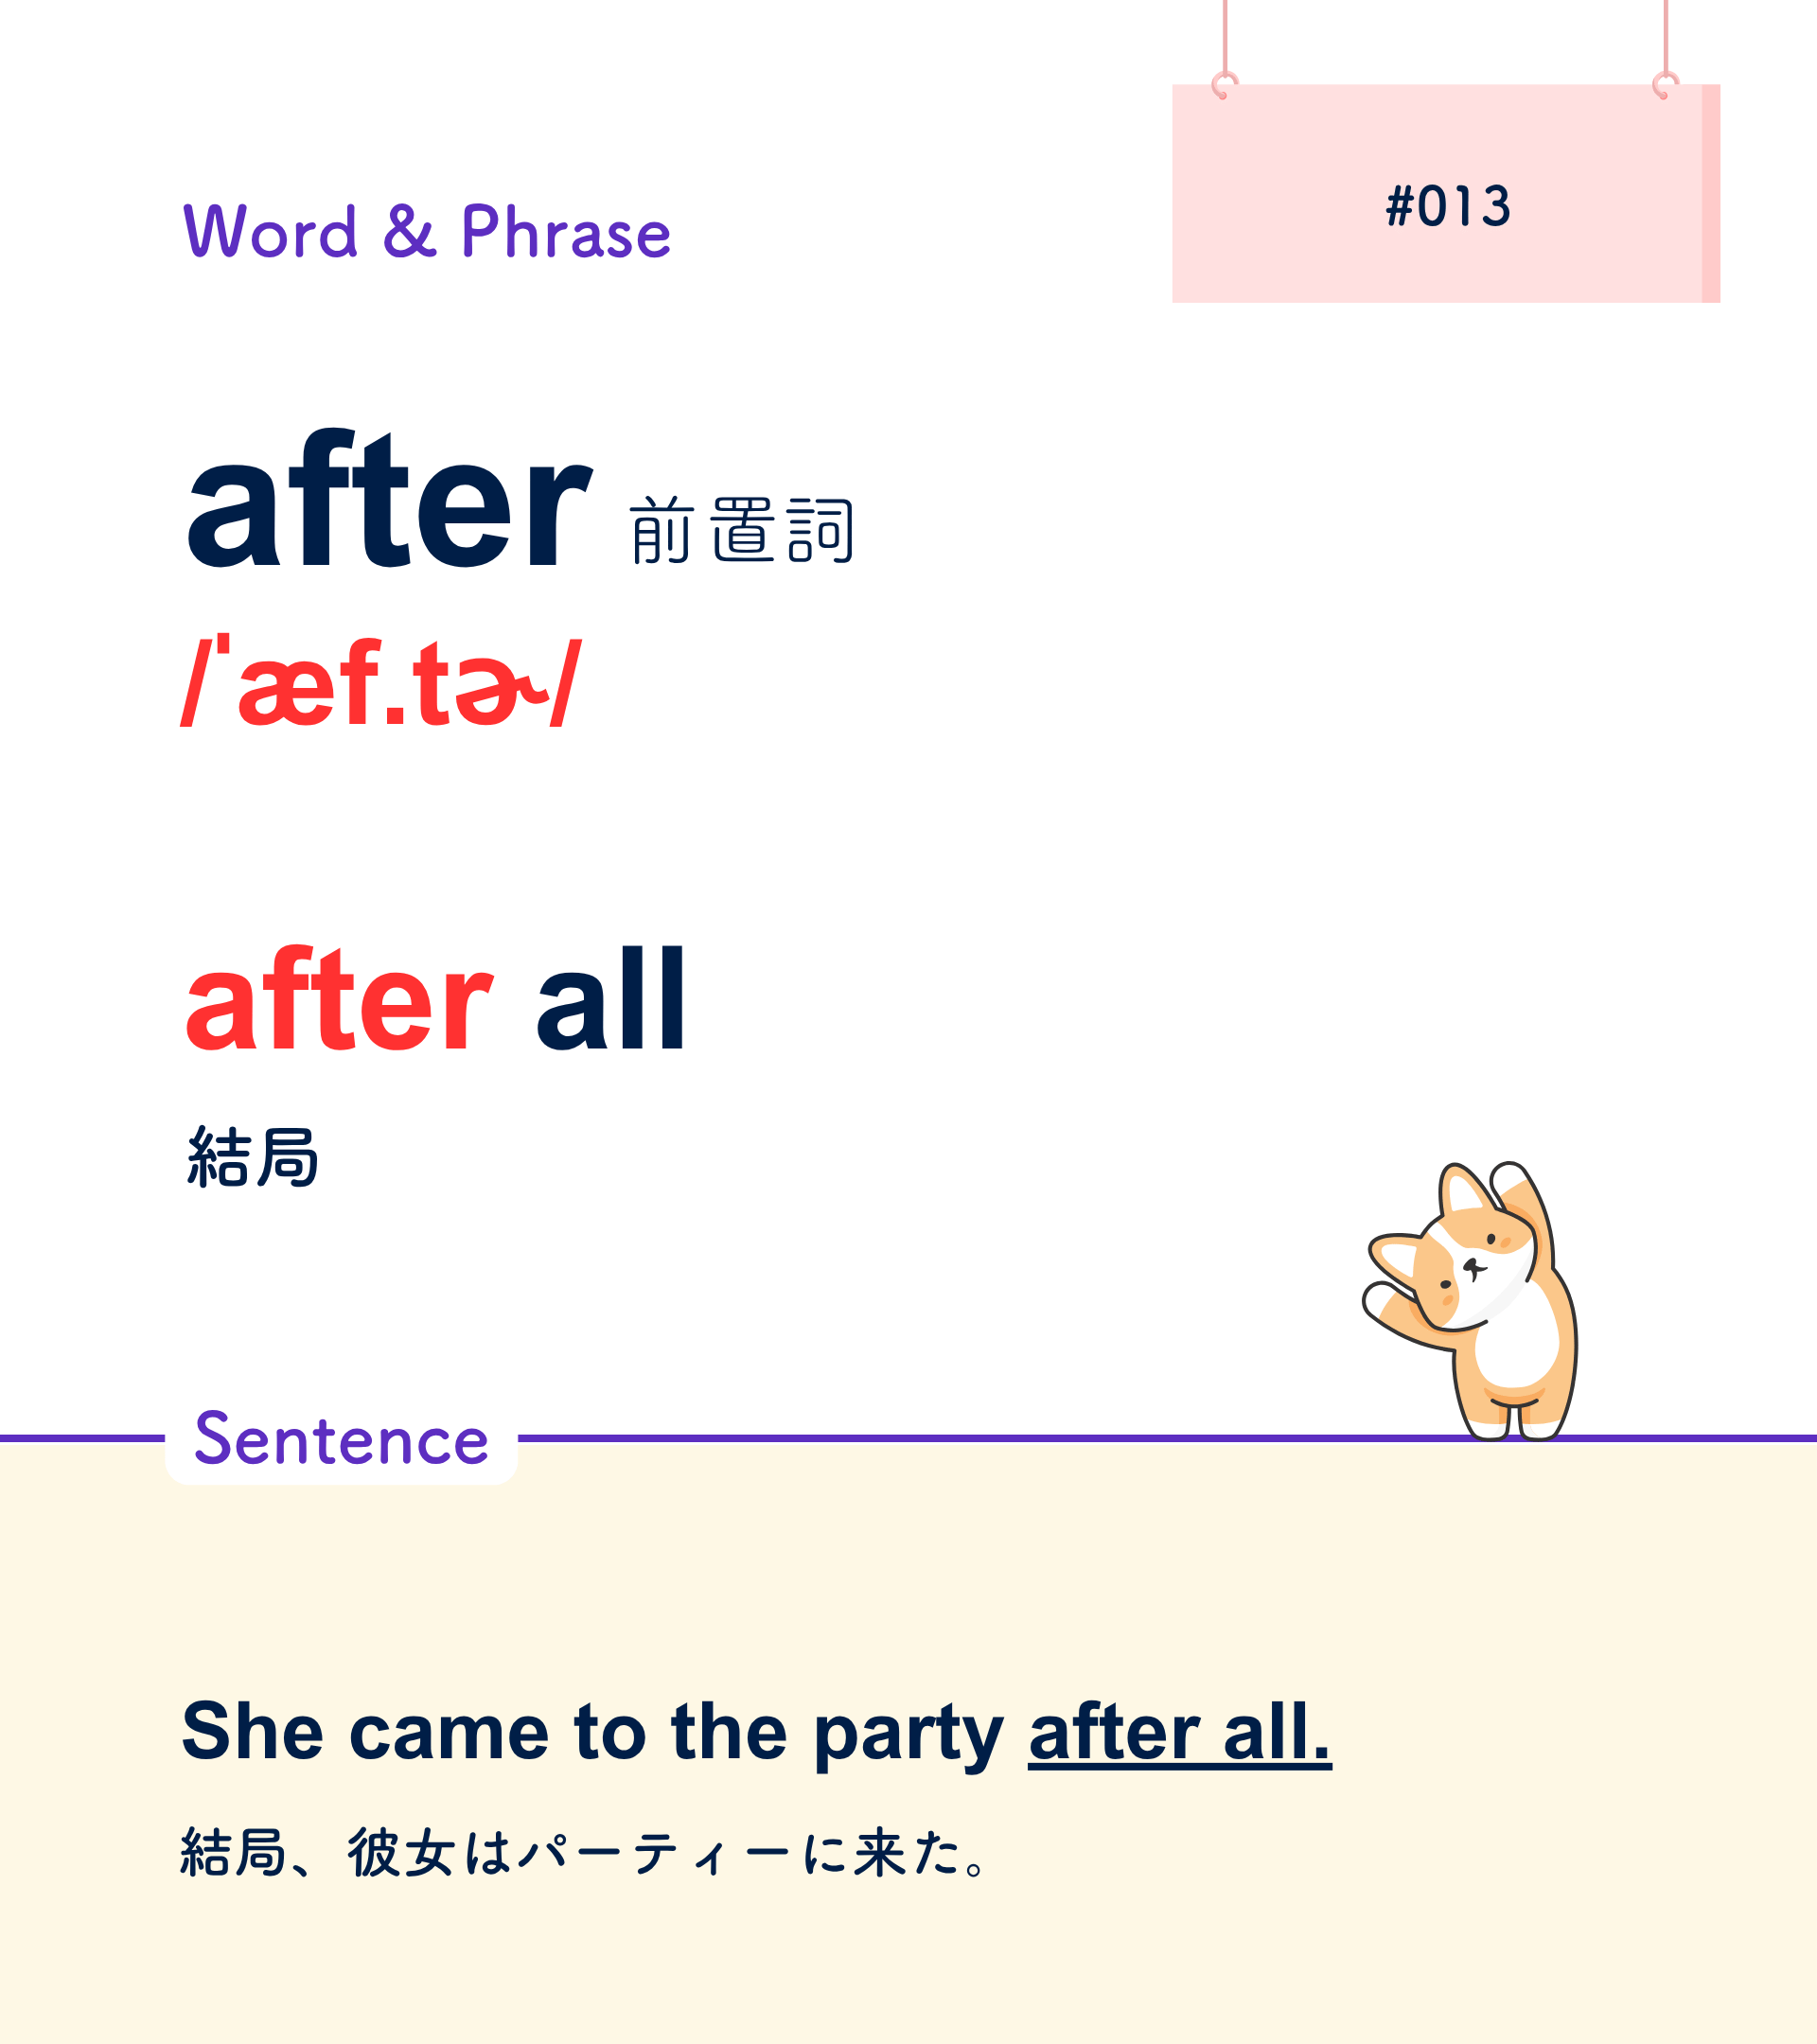 #013
Word & Phrase
after 前置詞
/ˈæf.tɚ/
after all
結局
Sentence
She came to the party after all.
結局、彼女はパーティーに来た。